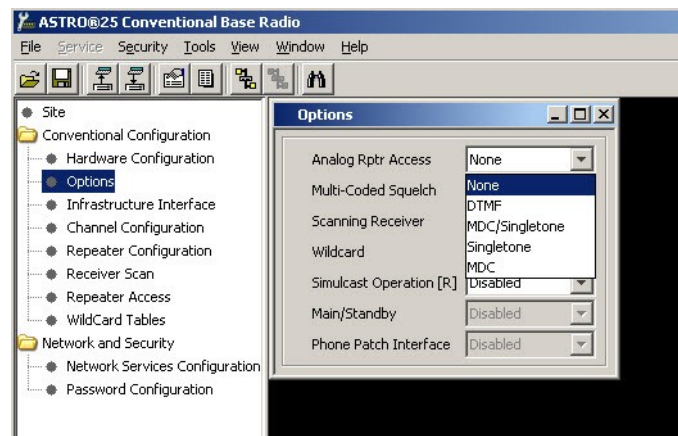 ASTRO®25 Conventional Base Radio
File Service Security Tools View Window Help
Site
Conventional Configuration
Hardware Configuration
Options
Infrastructure Interface
Channel Configuration
Repeater Configuration
Receiver Scan
Repeater Access
WildCard Tables
Network and Security
Network Services Configuration
Password Configuration
Options
Analog Rptr Access None
None
DTMF
MDC/Singletone
Singletone
MDC
Multi-Coded Squelch
Scanning Receiver
Wildcard
Simulcast Operation [R] Disabled
Main/Standby Disabled
Phone Patch Interface Disabled